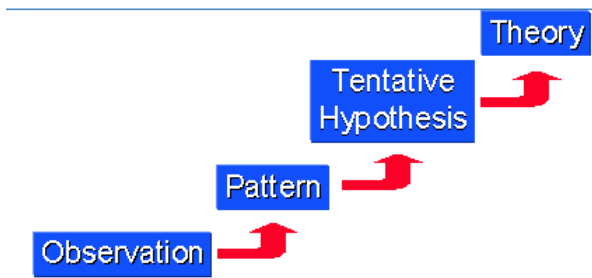 Theory
Tentative
Hypothesis
Pattern
Observation